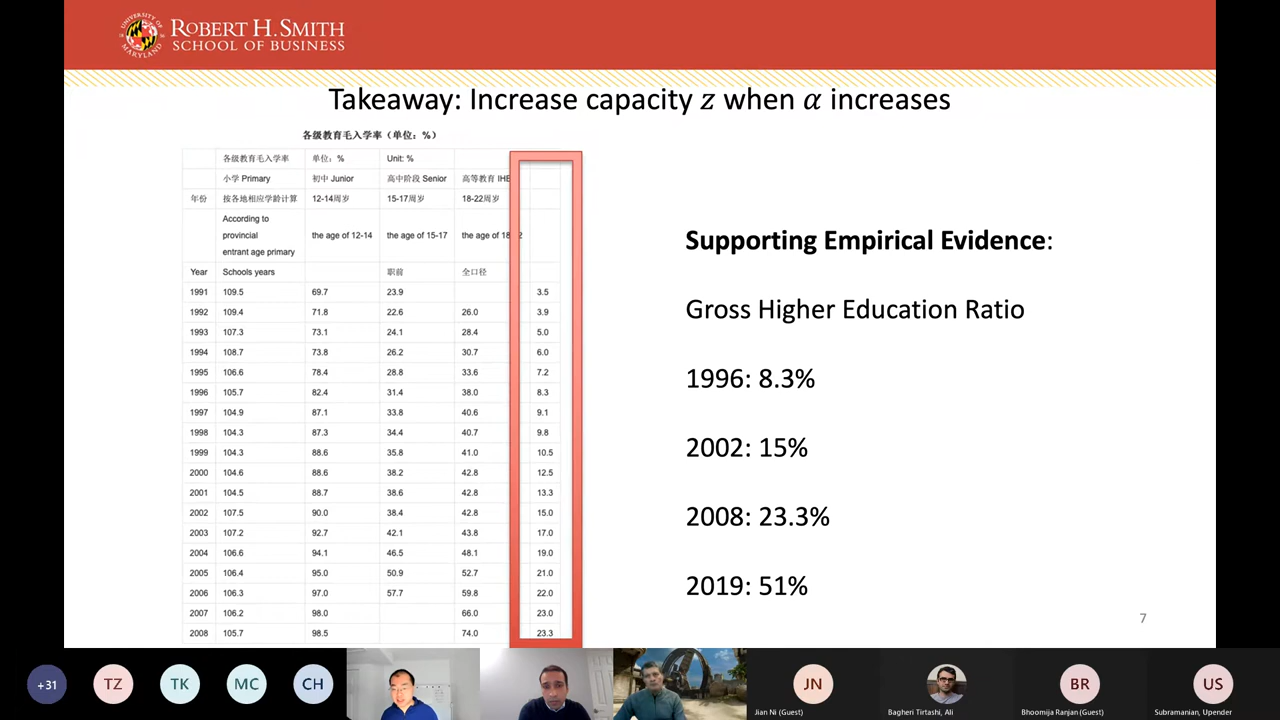 UNIVERSITY OF MARYLAND
ROBERT H. SMITH
SCHOOL OF BUSINESS
Takeaway: Increase capacity z when α increases
各级教育毛入学率（单位：%）
各级教育毛入学率 单位：% Unit: %
小学 Primary 初中 Junior 高中阶段 Senior 高等教育 IHE
年份 按各地相应学龄计算 12-14周岁 15-17周岁 18-22周岁
According to
provincial the age of 12-14 the age of 15-17 the age of 18 2
entrant age primary
Year Schools years 职前 全口径
1991 109.5 69.7 23.9 3.5
1992 109.4 71.8 22.6 26.0 3.9
1993 107.3 73.1 24.1 28.4 5.0
1994 108.7 73.8 26.2 30.7 6.0
1995 106.6 78.4 28.8 33.6 7.2
1996 105.7 82.4 31.4 38.0 8.3
1997 104.9 87.1 33.8 40.6 9.1
1998 104.3 87.3 34.4 40.7 9.8
1999 104.3 88.6 35.8 41.0 10.5
2000 104.6 88.6 38.2 42.8 12.5
2001 104.5 88.7 38.6 42.8 13.3
2002 107.5 90.0 38.4 42.8 15.0
2003 107.2 92.7 42.1 43.8 17.0
2004 106.6 94.1 46.5 48.1 19.0
2005 106.4 95.0 50.9 52.7 21.0
2006 106.3 97.0 57.7 59.8 22.0
2007 106.2 98.0 66.0 23.0
2008 105.7 98.5 74.0 23.3
Supporting Empirical Evidence:
Gross Higher Education Ratio
1996: 8.3%
2002: 15%
2008: 23.3%
2019: 51%
7
+31 TZ TK MC CH JN BR US
Jian Ni (Guest) Bagheri Tirtashi, Ali Bhoomija Ranjan (Guest) Subramanian, Upender